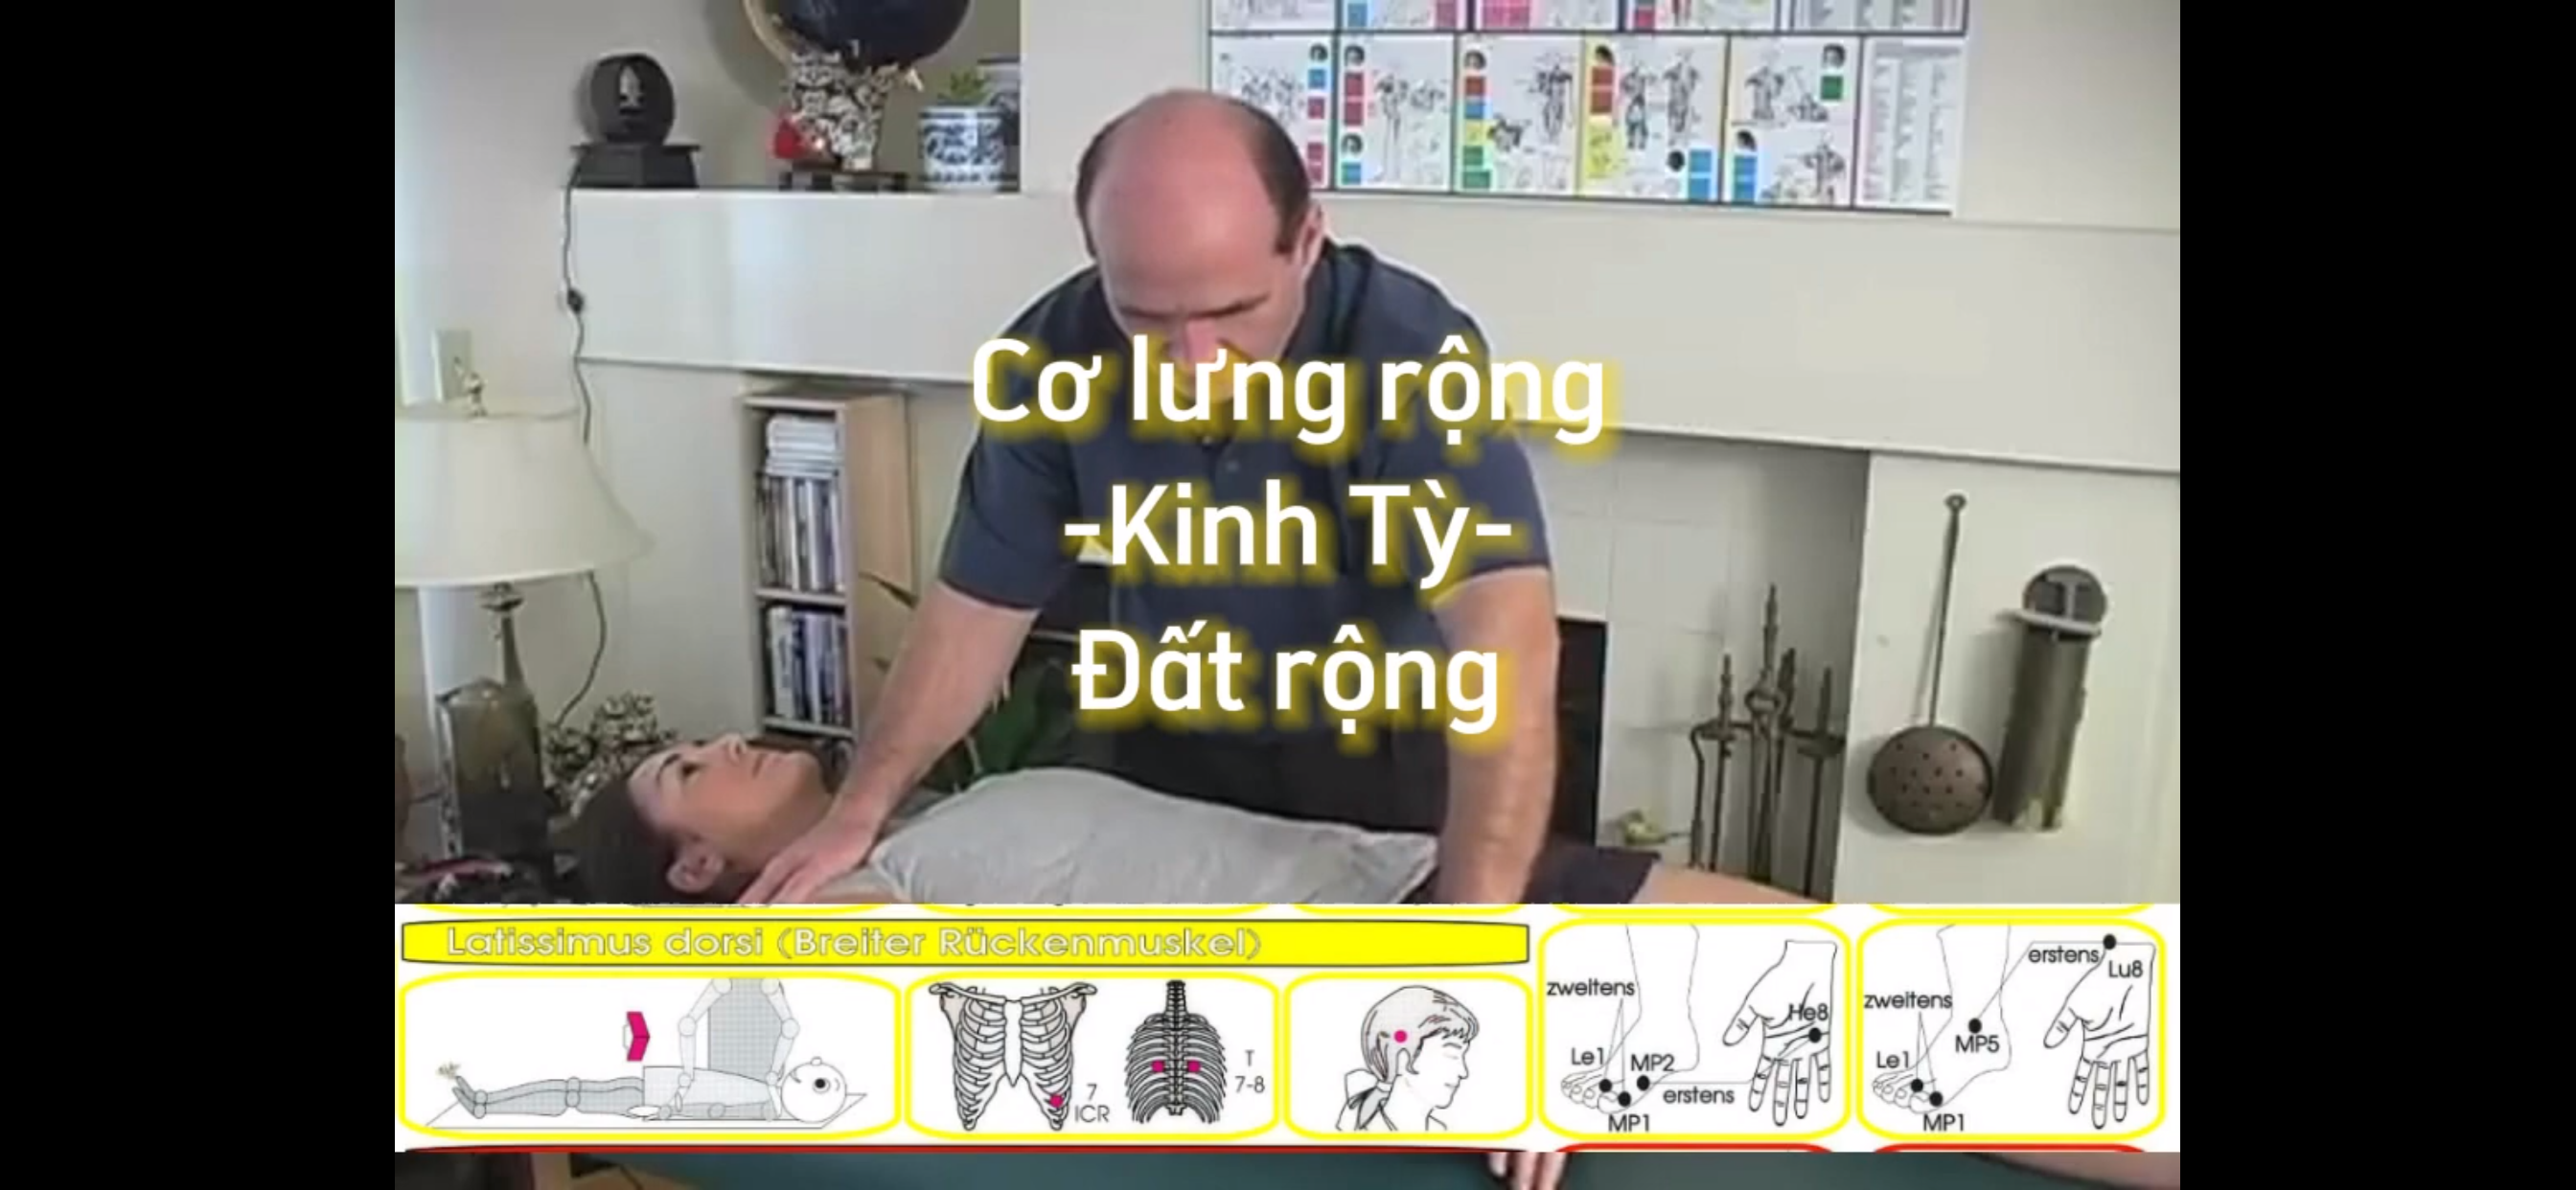 Cơ lưng rộng
-Kinh Tỳ-
Đất rộng
Latissimus dorsi (Breiter Rückenmuskel)
7
ICR
T
7-8
zweitens
He8
Le1
MP2
erstens
MP1
erstens
Lu8
zweitens
MP5
Le1
MP1